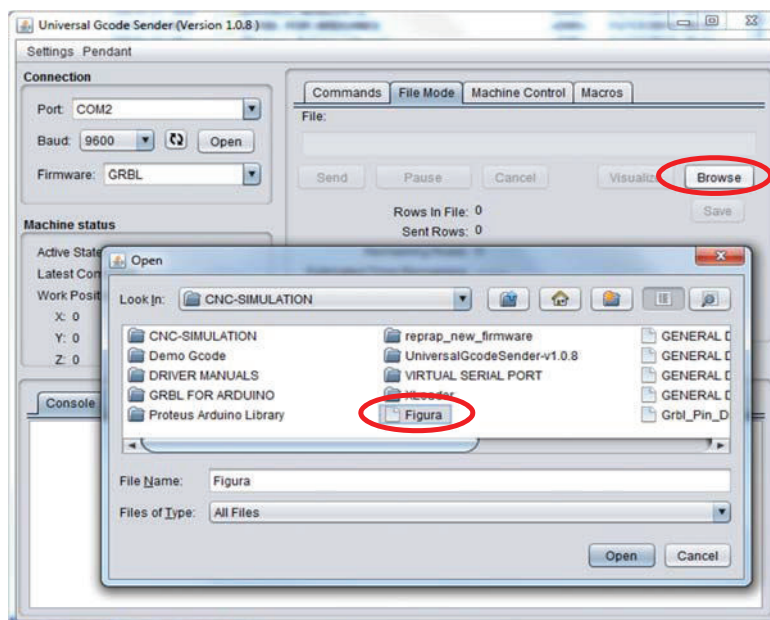 Universal Gcode Sender (Version 1.0.8 )
Settings Pendant
Connection
Port: COM2
Baud: 9600 Open
Firmware: GRBL
Machine status
Active State
Latest Com
Work Posit
X: 0
Y: 0
Z: 0
Commands File Mode Machine Control Macros
File:
Send Pause Cancel Visualiz Browse
Rows In File: 0
Save
Sent Rows: 0
Console
Open
Look In: CNC-SIMULATION
CNC-SIMULATION
Demo Gcode
DRIVER MANUALS
GRBL FOR ARDUINO
Proteus Arduino Library
reprap_new_firmware
UniversalGcodeSender-v1.0.8
VIRTUAL SERIAL PORT
XLoader
Figura
GENERAL D
GENERAL D
GENERAL D
GENERAL D
Grbl_Pin_D
File Name: Figura
Files of Type: All Files
Open Cancel